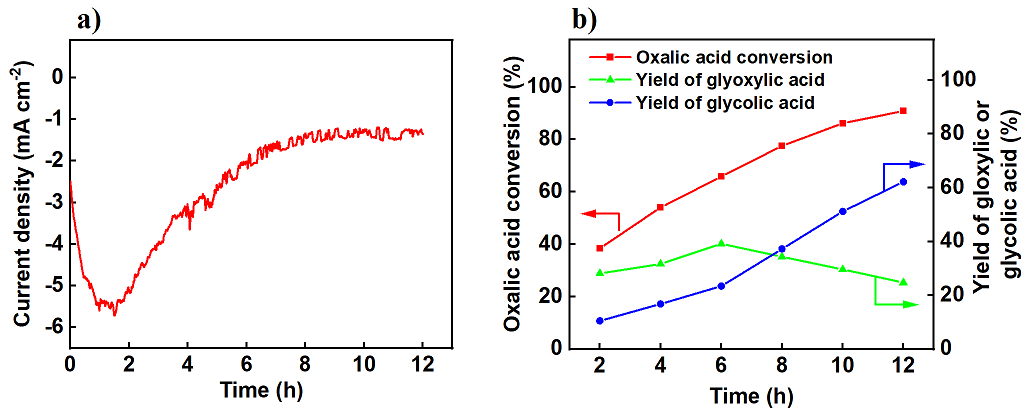 a)
Current density (mA cm-2)
0
-1
-2
-3
-4
-5
-6
0 2 4 6 8 10 12
Time (h)
b)
Oxalic acid conversion (%)
100
80
60
40
20
0
Oxalic acid conversion
Yield of glyoxylic acid
Yield of glycolic acid
2 4 6 8 10 12
Time (h)
100
80
60
40
20
0
Yield of gloxylic or
glycolic acid (%)